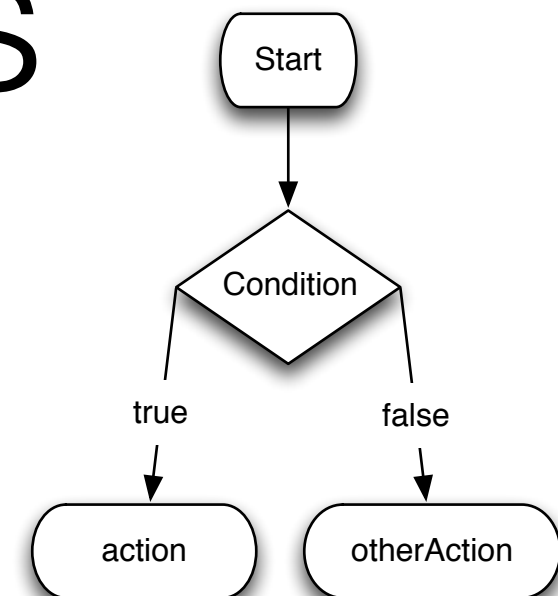 s
Start
Condition
true
false
action
otherAction